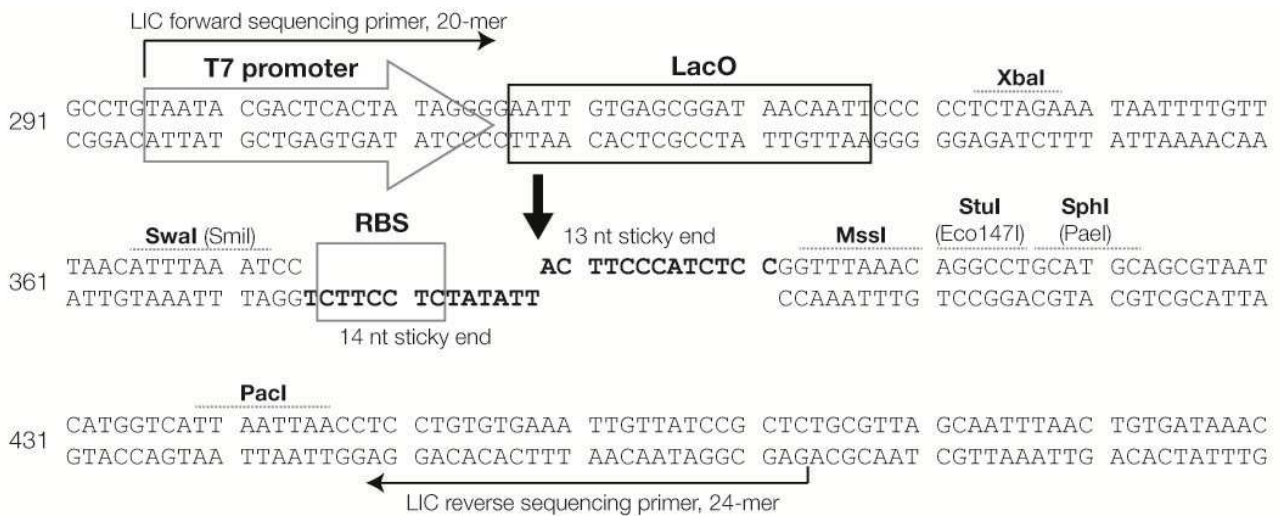 LIC forward sequencing primer, 20-mer
T7 promoter LacO XbaI
291 GCCTGTAATA CGACTCACTA TAGGGGAATT GTGAGCGGAT AACAATTCCC CCTCTAGAAA TAATTTTGTT
CGGACATTAT GCTGAGTGAT ATCCCCTTAA CACTCGCCTA TTGTTAAGGG GGAGATCTTT ATTAAAACAA
SwaI (SmiI) RBS 13 nt sticky end MssI StuI (Eco147I) SphI (PaeI)
361 TAACATTTAA ATCC AC TTCCCATCTC CGGTTTAAAC AGGCCTGCAT GCAGCGTAAT
ATTGTAAATT TAGGTCTTCC TCTATATT CCAAATTTG TCCGGACGTA CGTCGCATTA
14 nt sticky end
PacI
431 CATGGTCATT AATTAACCTC CTGTGTGAAA TTGTTATCCG CTCTGCGTTA GCAATTTAAC TGTGATAAAC
GTACCAGTAA TTAATTGGAG GACACACTTT AACAATAGGC GAGACGCAAT CGTTAAATTG ACACTATTTG
LIC reverse sequencing primer, 24-mer